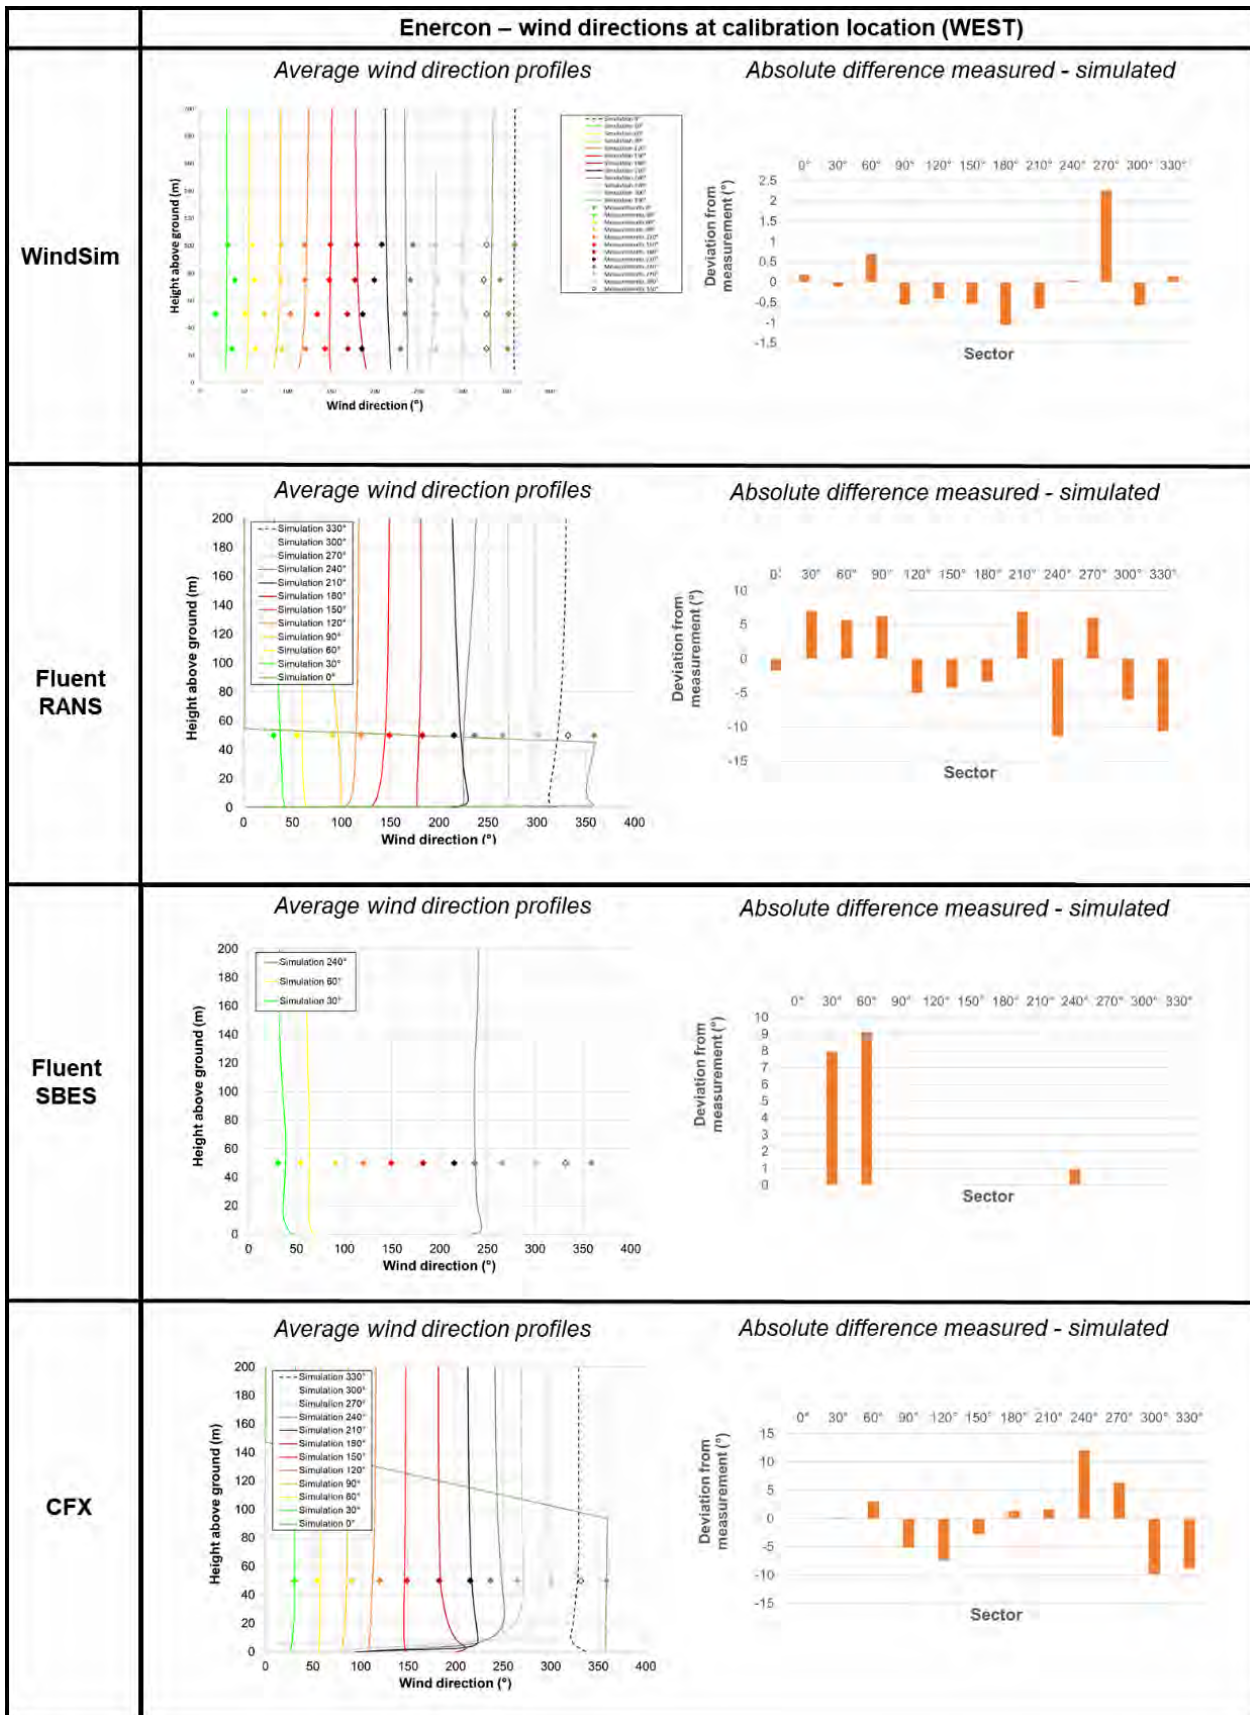 Enercon – wind directions at calibration location (WEST)
WindSim
Average wind direction profiles
Absolute difference measured - simulated
Height above ground (m)
Wind direction (°)
0° 30° 60° 90° 120° 150° 180° 210° 240° 270° 300° 330°
Deviation from measurement (°)
2.5
2
1.5
1
0.5
0
-0.5
-1
-1.5
Sector
Fluent RANS
Average wind direction profiles
Absolute difference measured - simulated
Height above ground (m)
200
180
160
140
120
100
80
60
40
20
0
Simulation 330°
Simulation 300°
Simulation 270°
Simulation 240°
Simulation 210°
Simulation 180°
Simulation 150°
Simulation 120°
Simulation 90°
Simulation 60°
Simulation 30°
Simulation 0°
0 50 100 150 200 250 300 350 400
Wind direction (°)
30° 60° 90° 120° 150° 180° 210° 240° 270° 300° 330°
Deviation from measurement (°)
10
5
0
-5
-10
-15
Sector
Fluent SBES
Average wind direction profiles
Absolute difference measured - simulated
Height above ground (m)
200
180
160
140
120
100
80
60
40
20
0
Simulation 240°
Simulation 60°
Simulation 30°
0 50 100 150 200 250 300 350 400
Wind direction (°)
0° 30° 60° 90° 120° 150° 180° 210° 240° 270° 300° 330°
Deviation from measurement (°)
10
9
8
7
6
5
4
3
2
1
0
Sector
CFX
Average wind direction profiles
Absolute difference measured - simulated
Height above ground (m)
200
180
160
140
120
100
80
60
40
20
0
Simulation 330°
Simulation 300°
Simulation 270°
Simulation 240°
Simulation 210°
Simulation 180°
Simulation 150°
Simulation 120°
Simulation 90°
Simulation 60°
Simulation 30°
Simulation 0°
0 50 100 150 200 250 300 350 400
Wind direction (°)
0° 30° 60° 90° 120° 150° 180° 210° 240° 270° 300° 330°
Deviation from measurement (°)
15
10
5
0
-5
-10
-15
Sector